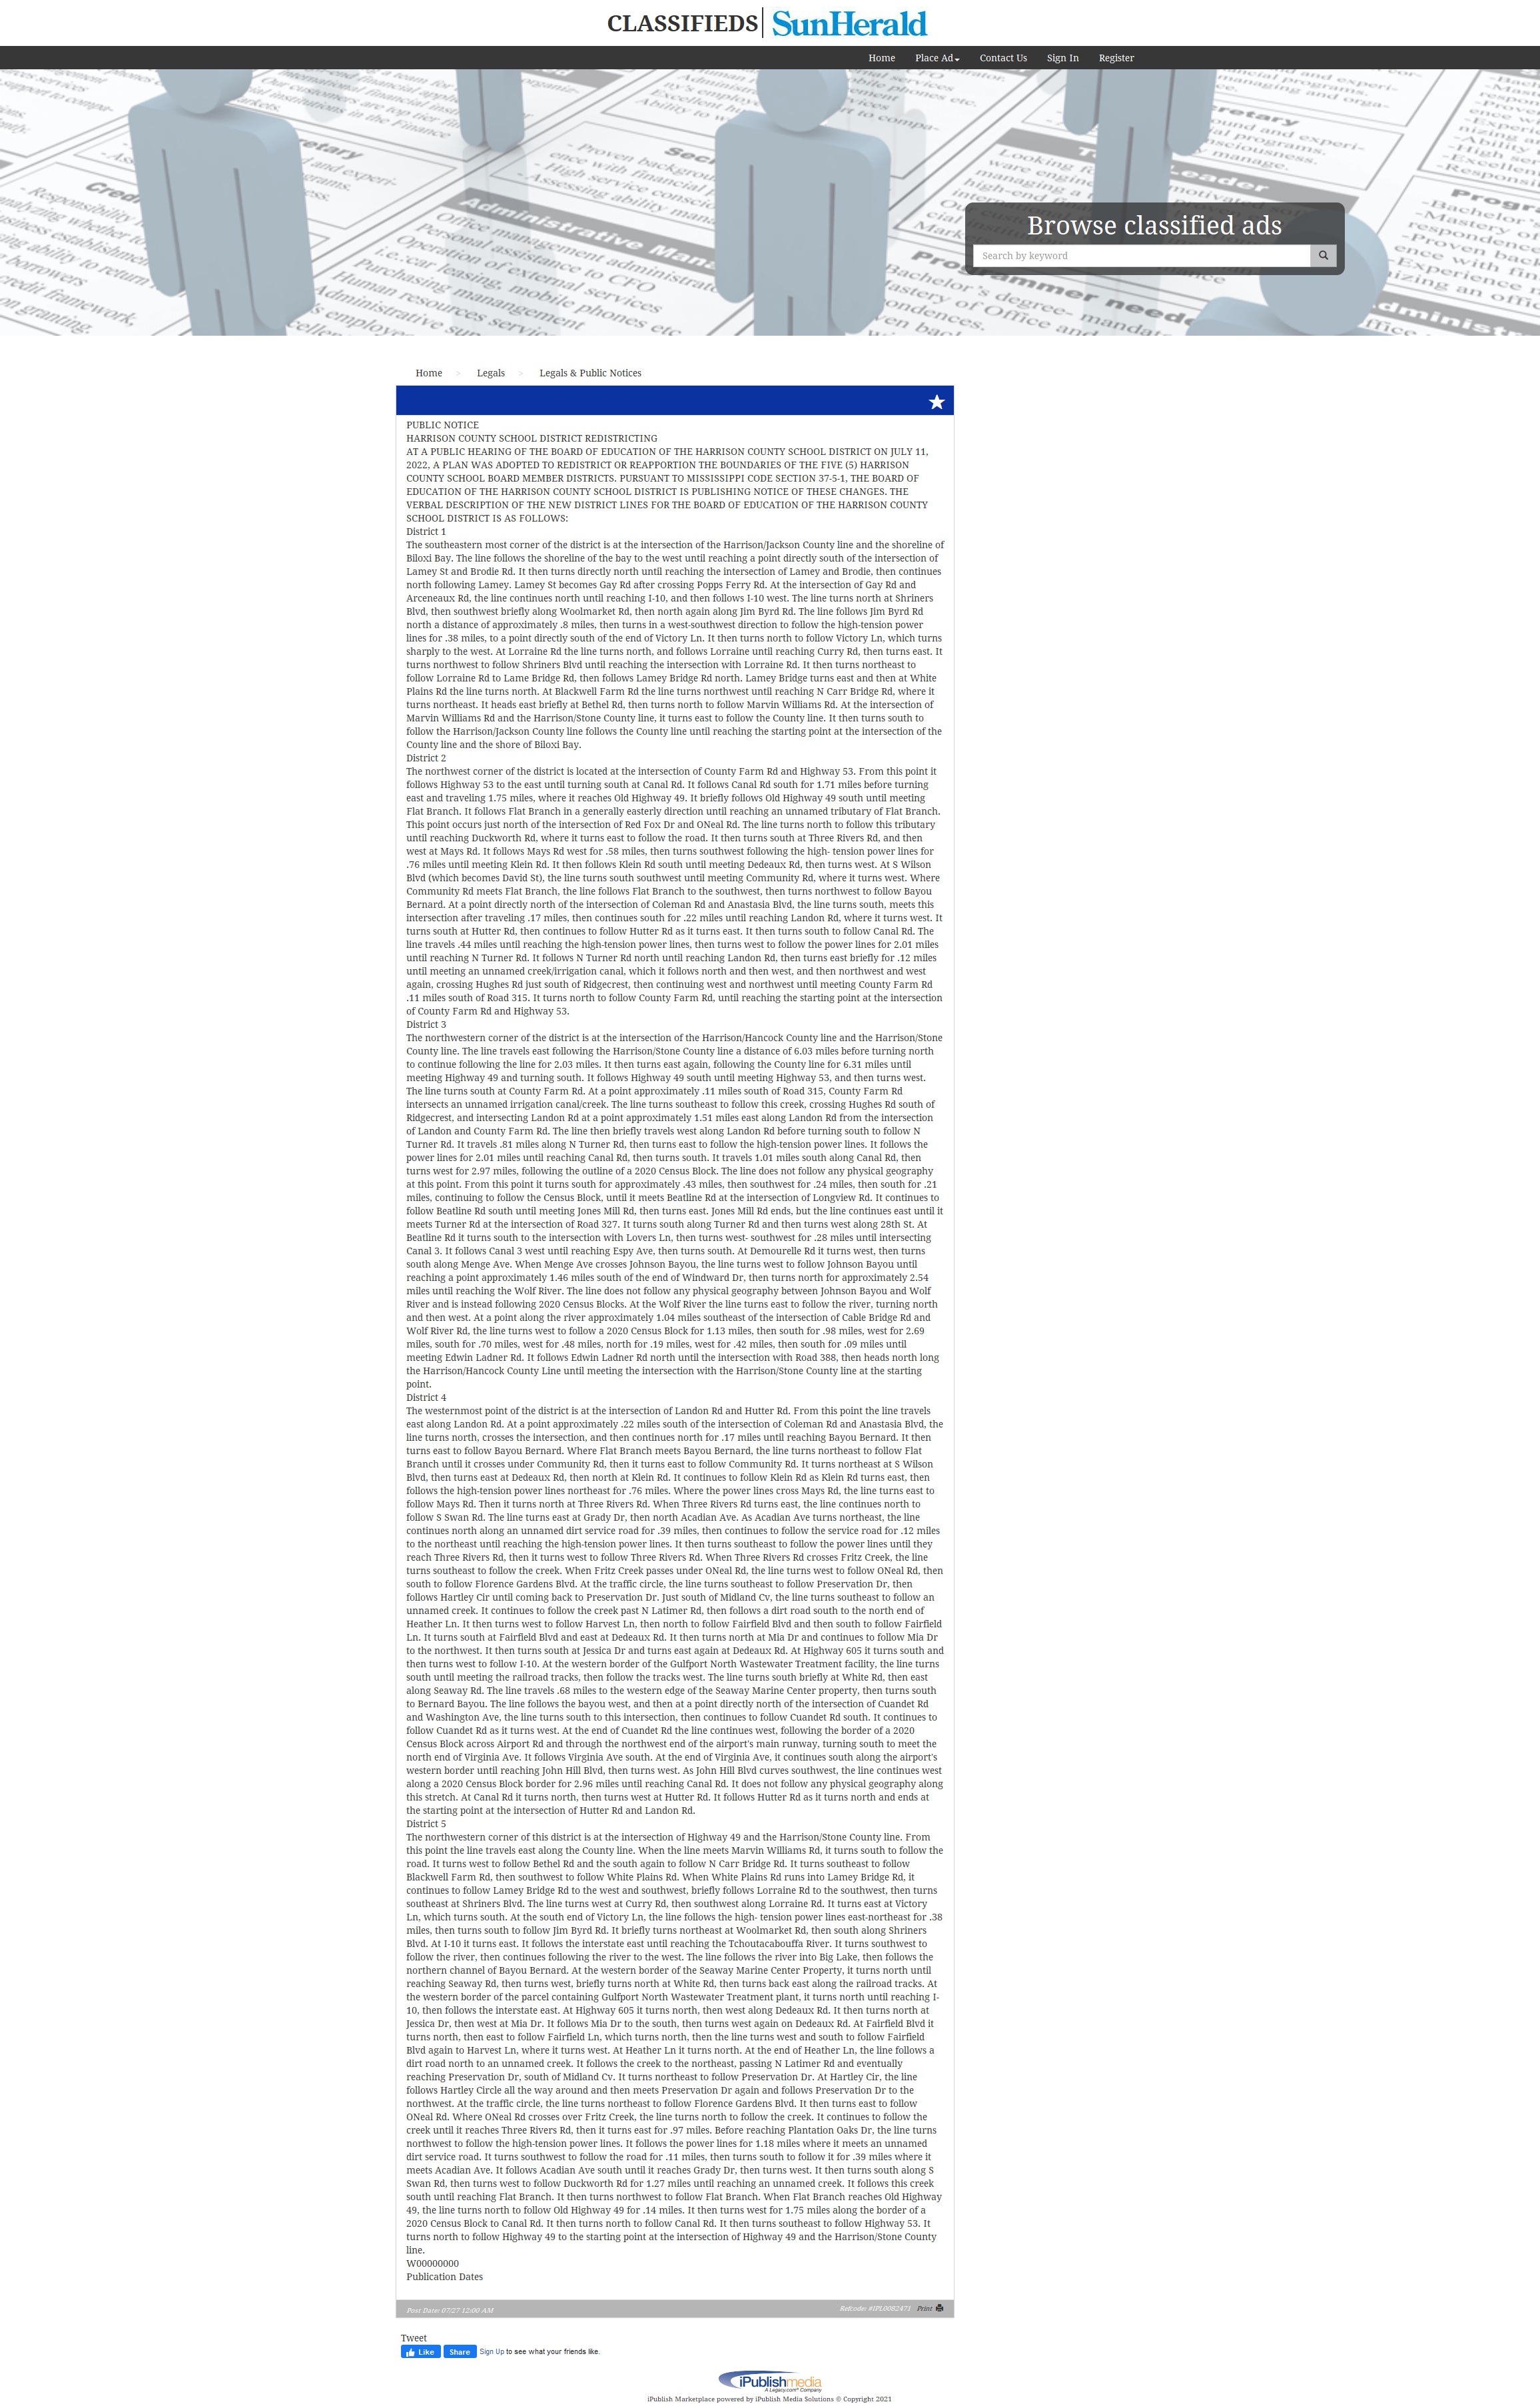 CLASSIFIEDS SunHerald
Home Place Ad Contact Us Sign In Register
Browse classified ads
Search by keyword
Administrative Mana
Programmer neede
Home > Legals > Legals & Public Notices
PUBLIC NOTICE
HARRISON COUNTY SCHOOL DISTRICT REDISTRICTING
AT A PUBLIC HEARING OF THE BOARD OF EDUCATION OF THE HARRISON COUNTY SCHOOL DISTRICT ON JULY 11,
2022, A PLAN WAS ADOPTED TO REDISTRICT OR REAPPORTION THE BOUNDARIES OF THE FIVE (5) HARRISON
COUNTY SCHOOL BOARD MEMBER DISTRICTS. PURSUANT TO MISSISSIPPI CODE SECTION 37-5-1, THE BOARD OF
EDUCATION OF THE HARRISON COUNTY SCHOOL DISTRICT IS PUBLISHING NOTICE OF THESE CHANGES. THE
VERBAL DESCRIPTION OF THE NEW DISTRICT LINES FOR THE BOARD OF EDUCATION OF THE HARRISON COUNTY
SCHOOL DISTRICT IS AS FOLLOWS:
District 1
The southeastern most corner of the district is at the intersection of the Harrison/Jackson County line and the shoreline of
Biloxi Bay. The line follows the shoreline of the bay to the west until reaching a point directly south of the intersection of
Lamey St and Brodie Rd. It then turns directly north until reaching the intersection of Lamey and Brodie, then continues
north following Lamey. Lamey St becomes Gay Rd after crossing Popps Ferry Rd. At the intersection of Gay Rd and
Arceneaux Rd, the line continues north until reaching I-10, and then follows I-10 west. The line turns north at Shriners
Blvd, then southwest briefly along Woolmarket Rd, then north again along Jim Byrd Rd. The line follows Jim Byrd Rd
north a distance of approximately .8 miles, then turns in a west-southwest direction to follow the high-tension power
lines for .38 miles, to a point directly south of the end of Victory Ln. It then turns north to follow Victory Ln, which turns
sharply to the west. At Lorraine Rd the line turns north, and follows Lorraine until reaching Curry Rd, then turns east. It
turns northwest to follow Shriners Blvd until reaching the intersection with Lorraine Rd. It then turns northeast to
follow Lorraine Rd to Lame Bridge Rd, then follows Lamey Bridge Rd north. Lamey Bridge turns east and then at White
Plains Rd the line turns north. At Blackwell Farm Rd the line turns northwest until reaching N Carr Bridge Rd, where it
turns northeast. It heads east briefly at Bethel Rd, then turns north to follow Marvin Williams Rd. At the intersection of
Marvin Williams Rd and the Harrison/Stone County line, it turns east to follow the County line. It then turns south to
follow the Harrison/Jackson County line follows the County line until reaching the starting point at the intersection of the
County line and the shore of Biloxi Bay.
District 2
The northwest corner of the district is located at the intersection of County Farm Rd and Highway 53. From this point it
follows Highway 53 to the east until turning south at Canal Rd. It follows Canal Rd south for 1.71 miles before turning
east and traveling 1.75 miles, where it reaches Old Highway 49. It briefly follows Old Highway 49 south until meeting
Flat Branch. It follows Flat Branch in a generally easterly direction until reaching an unnamed tributary of Flat Branch.
This point occurs just north of the intersection of Red Fox Dr and ONeal Rd. The line turns north to follow this tributary
until reaching Duckworth Rd, where it turns east to follow the road. It then turns south at Three Rivers Rd, and then
west at Mays Rd. It follows Mays Rd west for .58 miles, then turns southwest following the high- tension power lines for
.76 miles until meeting Klein Rd. It then follows Klein Rd south until meeting Dedeaux Rd, then turns west. At S Wilson
Blvd (which becomes David St), the line turns south southwest until meeting Community Rd, where it turns west. Where
Community Rd meets Flat Branch, the line follows Flat Branch to the southwest, then turns northwest to follow Bayou
Bernard. At a point directly north of the intersection of Coleman Rd and Anastasia Blvd, the line turns south, meets this
intersection after traveling .17 miles, then continues south for .22 miles until reaching Landon Rd, where it turns west. It
turns south at Hutter Rd, then continues to follow Hutter Rd as it turns east. It then turns south to follow Canal Rd. The
line travels .44 miles until reaching the high-tension power lines, then turns west to follow the power lines for 2.01 miles
until reaching N Turner Rd. It follows N Turner Rd north until reaching Landon Rd, then turns east briefly for .12 miles
until meeting an unnamed creek/irrigation canal, which it follows north and then west, and then northwest and west
again, crossing Hughes Rd just south of Ridgecrest, then continuing west and northwest until meeting County Farm Rd
.11 miles south of Road 315. It turns north to follow County Farm Rd, until reaching the starting point at the intersection
of County Farm Rd and Highway 53.
District 3
The northwestern corner of the district is at the intersection of the Harrison/Hancock County line and the Harrison/Stone
County line. The line travels east following the Harrison/Stone County line a distance of 6.03 miles before turning north
to continue following the line for 2.03 miles. It then turns east again, following the County line for 6.31 miles until
meeting Highway 49 and turning south. It follows Highway 49 south until meeting Highway 53, and then turns west.
The line turns south at County Farm Rd. At a point approximately .11 miles south of Road 315, County Farm Rd
intersects an unnamed irrigation canal/creek. The line turns southeast to follow this creek, crossing Hughes Rd south of
Ridgecrest, and intersecting Landon Rd at a point approximately 1.51 miles east along Landon Rd from the intersection
of Landon and County Farm Rd. The line then briefly travels west along Landon Rd before turning south to follow N
Turner Rd. It travels .81 miles along N Turner Rd, then turns east to follow the high-tension power lines. It follows the
power lines for 2.01 miles until reaching Canal Rd, then turns south. It travels 1.01 miles south along Canal Rd, then
turns west for 2.97 miles, following the outline of a 2020 Census Block. The line does not follow any physical geography
at this point. From this point it turns south for approximately .43 miles, then southwest for .24 miles, then south for .21
miles, continuing to follow the Census Block, until it meets Beatline Rd at the intersection of Longview Rd. It continues to
follow Beatline Rd south until meeting Jones Mill Rd, then turns east. Jones Mill Rd ends, but the line continues east until it
meets Turner Rd at the intersection of Road 327. It turns south along Turner Rd and then turns west along 28th St. At
Beatline Rd it turns south to the intersection with Lovers Ln, then turns west- southwest for .28 miles until intersecting
Canal 3. It follows Canal 3 west until reaching Espy Ave, then turns south. At Demourelle Rd it turns west, then turns
south along Menge Ave. When Menge Ave crosses Johnson Bayou, the line turns west to follow Johnson Bayou until
reaching a point approximately 1.46 miles south of the end of Windward Dr, then turns north for approximately 2.54
miles until reaching the Wolf River. The line does not follow any physical geography between Johnson Bayou and Wolf
River and is instead following 2020 Census Blocks. At the Wolf River the line turns east to follow the river, turning north
and then west. At a point along the river approximately 1.04 miles southeast of the intersection of Cable Bridge Rd and
Wolf River Rd, the line turns west to follow a 2020 Census Block for 1.13 miles, then south for .98 miles, west for 2.69
miles, south for .70 miles, west for .48 miles, north for .19 miles, west for .42 miles, then south for .09 miles until
meeting Edwin Ladner Rd. It follows Edwin Ladner Rd north until the intersection with Road 388, then heads north long
the Harrison/Hancock County Line until meeting the intersection with the Harrison/Stone County line at the starting
point.
District 4
The westernmost point of the district is at the intersection of Landon Rd and Hutter Rd. From this point the line travels
east along Landon Rd. At a point approximately .22 miles south of the intersection of Coleman Rd and Anastasia Blvd, the
line turns north, crosses the intersection, and then continues north for .17 miles until reaching Bayou Bernard. It then
turns east to follow Bayou Bernard. Where Flat Branch meets Bayou Bernard, the line turns northeast to follow Flat
Branch until it crosses under Community Rd, then it turns east to follow Community Rd. It turns northeast at S Wilson
Blvd, then turns east at Dedeaux Rd, then north at Klein Rd. It continues to follow Klein Rd as Klein Rd turns east, then
follows the high-tension power lines northeast for .76 miles. Where the power lines cross Mays Rd, the line turns east to
follow Mays Rd. Then it turns north at Three Rivers Rd. When Three Rivers Rd turns east, the line continues north to
follow S Swan Rd. The line turns east at Grady Dr, then north Acadian Ave. As Acadian Ave turns northeast, the line
continues north along an unnamed dirt service road for .39 miles, then continues to follow the service road for .12 miles
to the northeast until reaching the high-tension power lines. It then turns southeast to follow the power lines until they
reach Three Rivers Rd, then it turns west to follow Three Rivers Rd. When Three Rivers Rd crosses Fritz Creek, the line
turns southeast to follow the creek. When Fritz Creek passes under ONeal Rd, the line turns west to follow ONeal Rd, then
south to follow Florence Gardens Blvd. At the traffic circle, the line turns southeast to follow Preservation Dr, then
follows Hartley Cir until coming back to Preservation Dr. Just south of Midland Cv, the line turns southeast to follow an
unnamed creek. It continues to follow the creek past N Latimer Rd, then follows a dirt road south to the north end of
Heather Ln. It then turns west to follow Harvest Ln, then north to follow Fairfield Blvd and then south to follow Fairfield
Ln. It turns south at Fairfield Blvd and east at Dedeaux Rd. It then turns north at Mia Dr and continues to follow Mia Dr
to the northwest. It then turns south at Jessica Dr and turns east again at Dedeaux Rd. At Highway 605 it turns south and
then turns west to follow I-10. At the western border of the Gulfport North Wastewater Treatment facility, the line turns
south until meeting the railroad tracks, then follow the tracks west. The line turns south briefly at White Rd, then east
along Seaway Rd. The line travels .68 miles to the western edge of the Seaway Marine Center property, then turns south
to Bernard Bayou. The line follows the bayou west, and then at a point directly north of the intersection of Cuandet Rd
and Washington Ave, the line turns south to this intersection, then continues to follow Cuandet Rd south. It continues to
follow Cuandet Rd as it turns west. At the end of Cuandet Rd the line continues west, following the border of a 2020
Census Block across Airport Rd and through the northwest end of the airport's main runway, turning south to meet the
north end of Virginia Ave. It follows Virginia Ave south. At the end of Virginia Ave, it continues south along the airport's
western border until reaching John Hill Blvd, then turns west. As John Hill Blvd curves southwest, the line continues west
along a 2020 Census Block border for 2.96 miles until reaching Canal Rd. It does not follow any physical geography along
this stretch. At Canal Rd it turns north, then turns west at Hutter Rd. It follows Hutter Rd as it turns north and ends at
the starting point at the intersection of Hutter Rd and Landon Rd.
District 5
The northwestern corner of this district is at the intersection of Highway 49 and the Harrison/Stone County line. From
this point the line travels east along the County line. When the line meets Marvin Williams Rd, it turns south to follow the
road. It turns west to follow Bethel Rd and the south again to follow N Carr Bridge Rd. It turns southeast to follow
Blackwell Farm Rd, then southwest to follow White Plains Rd. When White Plains Rd runs into Lamey Bridge Rd, it
continues to follow Lamey Bridge Rd to the west and southwest, briefly follows Lorraine Rd to the southwest, then turns
southeast at Shriners Blvd. The line turns west at Curry Rd, then southwest along Lorraine Rd. It turns east at Victory
Ln, which turns south. At the south end of Victory Ln, the line follows the high- tension power lines east-northeast for .38
miles, then turns south to follow Jim Byrd Rd. It briefly turns northeast at Woolmarket Rd, then south along Shriners
Blvd. At I-10 it turns east. It follows the interstate east until reaching the Tchoutacabouffa River. It turns southwest to
follow the river, then continues following the river to the west. The line follows the river into Big Lake, then follows the
northern channel of Bayou Bernard. At the western border of the Seaway Marine Center Property, it turns north until
reaching Seaway Rd, then turns west, briefly turns north at White Rd, then turns back east along the railroad tracks. At
the western border of the parcel containing Gulfport North Wastewater Treatment plant, it turns north until reaching I-
10, then follows the interstate east. At Highway 605 it turns north, then west along Dedeaux Rd. It then turns north at
Jessica Dr, then west at Mia Dr. It follows Mia Dr to the south, then turns west again on Dedeaux Rd. At Fairfield Blvd it
turns north, then east to follow Fairfield Ln, which turns north, then the line turns west and south to follow Fairfield
Blvd again to Harvest Ln, where it turns west. At Heather Ln it turns north. At the end of Heather Ln, the line follows a
dirt road north to an unnamed creek. It follows the creek to the northeast, passing N Latimer Rd and eventually
reaching Preservation Dr, south of Midland Cv. It turns northeast to follow Preservation Dr. At Hartley Cir, the line
follows Hartley Circle all the way around and then meets Preservation Dr again and follows Preservation Dr to the
northwest. At the traffic circle, the line turns northeast to follow Florence Gardens Blvd. It then turns east to follow
ONeal Rd. Where ONeal Rd crosses over Fritz Creek, the line turns north to follow the creek. It continues to follow the
creek until it reaches Three Rivers Rd, then it turns east for .97 miles. Before reaching Plantation Oaks Dr, the line turns
northwest to follow the high-tension power lines. It follows the power lines for 1.18 miles where it meets an unnamed
dirt service road. It turns southwest to follow the road for .11 miles, then turns south to follow it for .39 miles where it
meets Acadian Ave. It follows Acadian Ave south until it reaches Grady Dr, then turns west. It then turns south along S
Swan Rd, then turns west to follow Duckworth Rd for 1.27 miles until reaching an unnamed creek. It follows this creek
south until reaching Flat Branch. It then turns northwest to follow Flat Branch. When Flat Branch reaches Old Highway
49, the line turns north to follow Old Highway 49 for .14 miles. It then turns west for 1.75 miles along the border of a
2020 Census Block to Canal Rd. It then turns north to follow Canal Rd. It then turns southeast to follow Highway 53. It
turns north to follow Highway 49 to the starting point at the intersection of Highway 49 and the Harrison/Stone County
line.
W00000000
Publication Dates
Post Date: 07/27 12:00 AM Refcode: #IPL0082471 Print
Tweet
Like Share Sign Up to see what your friends like.
iPublishmedia
A Legacy.com Company
iPublish Marketplace powered by iPublish Media Solutions © Copyright 2021